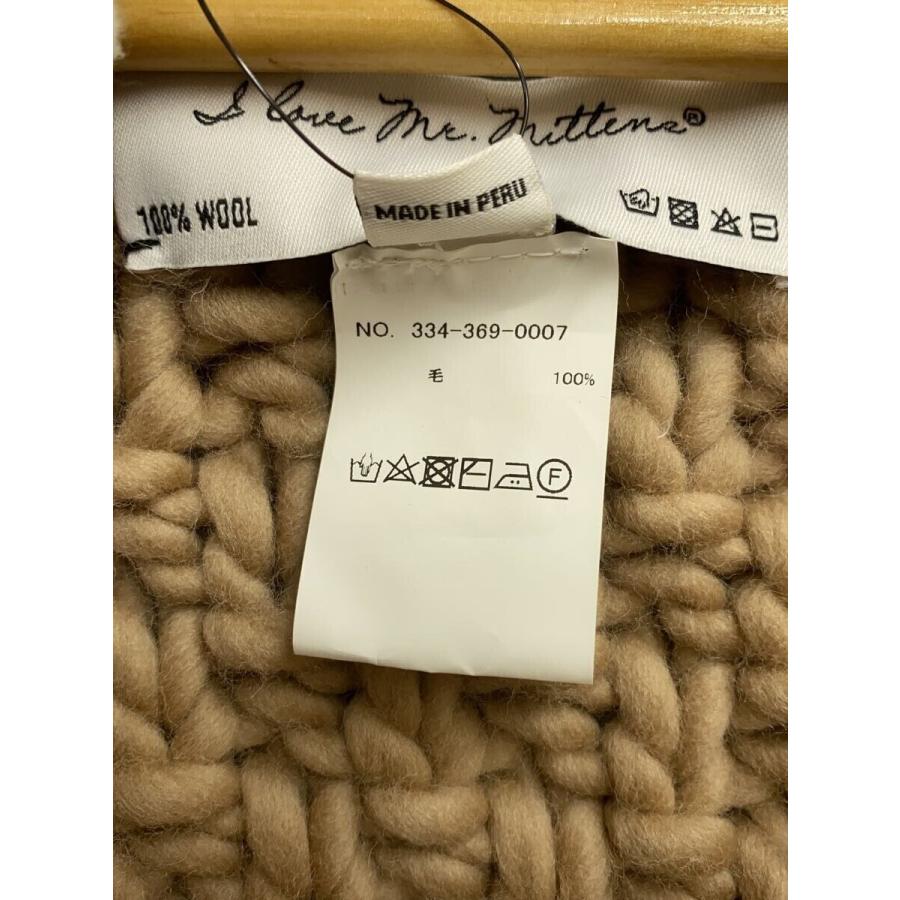 I love Mr. Mittens®
100% WOOL
MADE IN PERU
NO. 334-369-0007
毛 100%
F